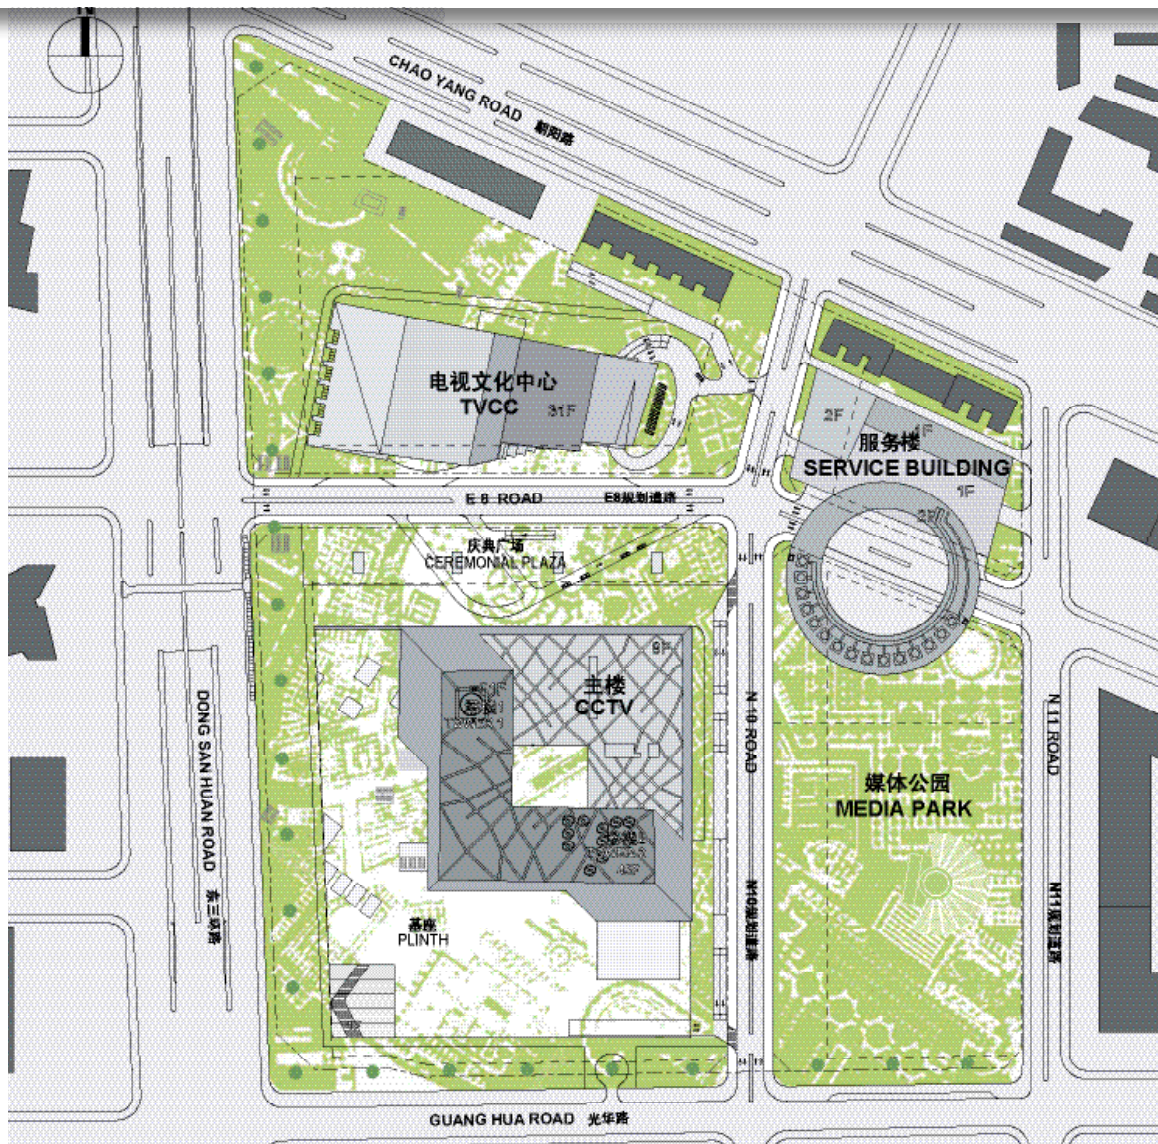 N
CHAO YANG ROAD 朝阳路
电视文化中心
TVCC
31F
2F
1F
服务楼
SERVICE BUILDING
1F
2F
E 8 ROAD E8规划道路
庆典广场
CEREMONIAL PLAZA
9F
主楼
CCTV
TOWER 1
DONG SAN HUAN ROAD 东三环路
N 10 ROAD N10规划道路
N 11 ROAD N11规划道路
媒体公园
MEDIA PARK
基座
PLINTH
GUANG HUA ROAD 光华路